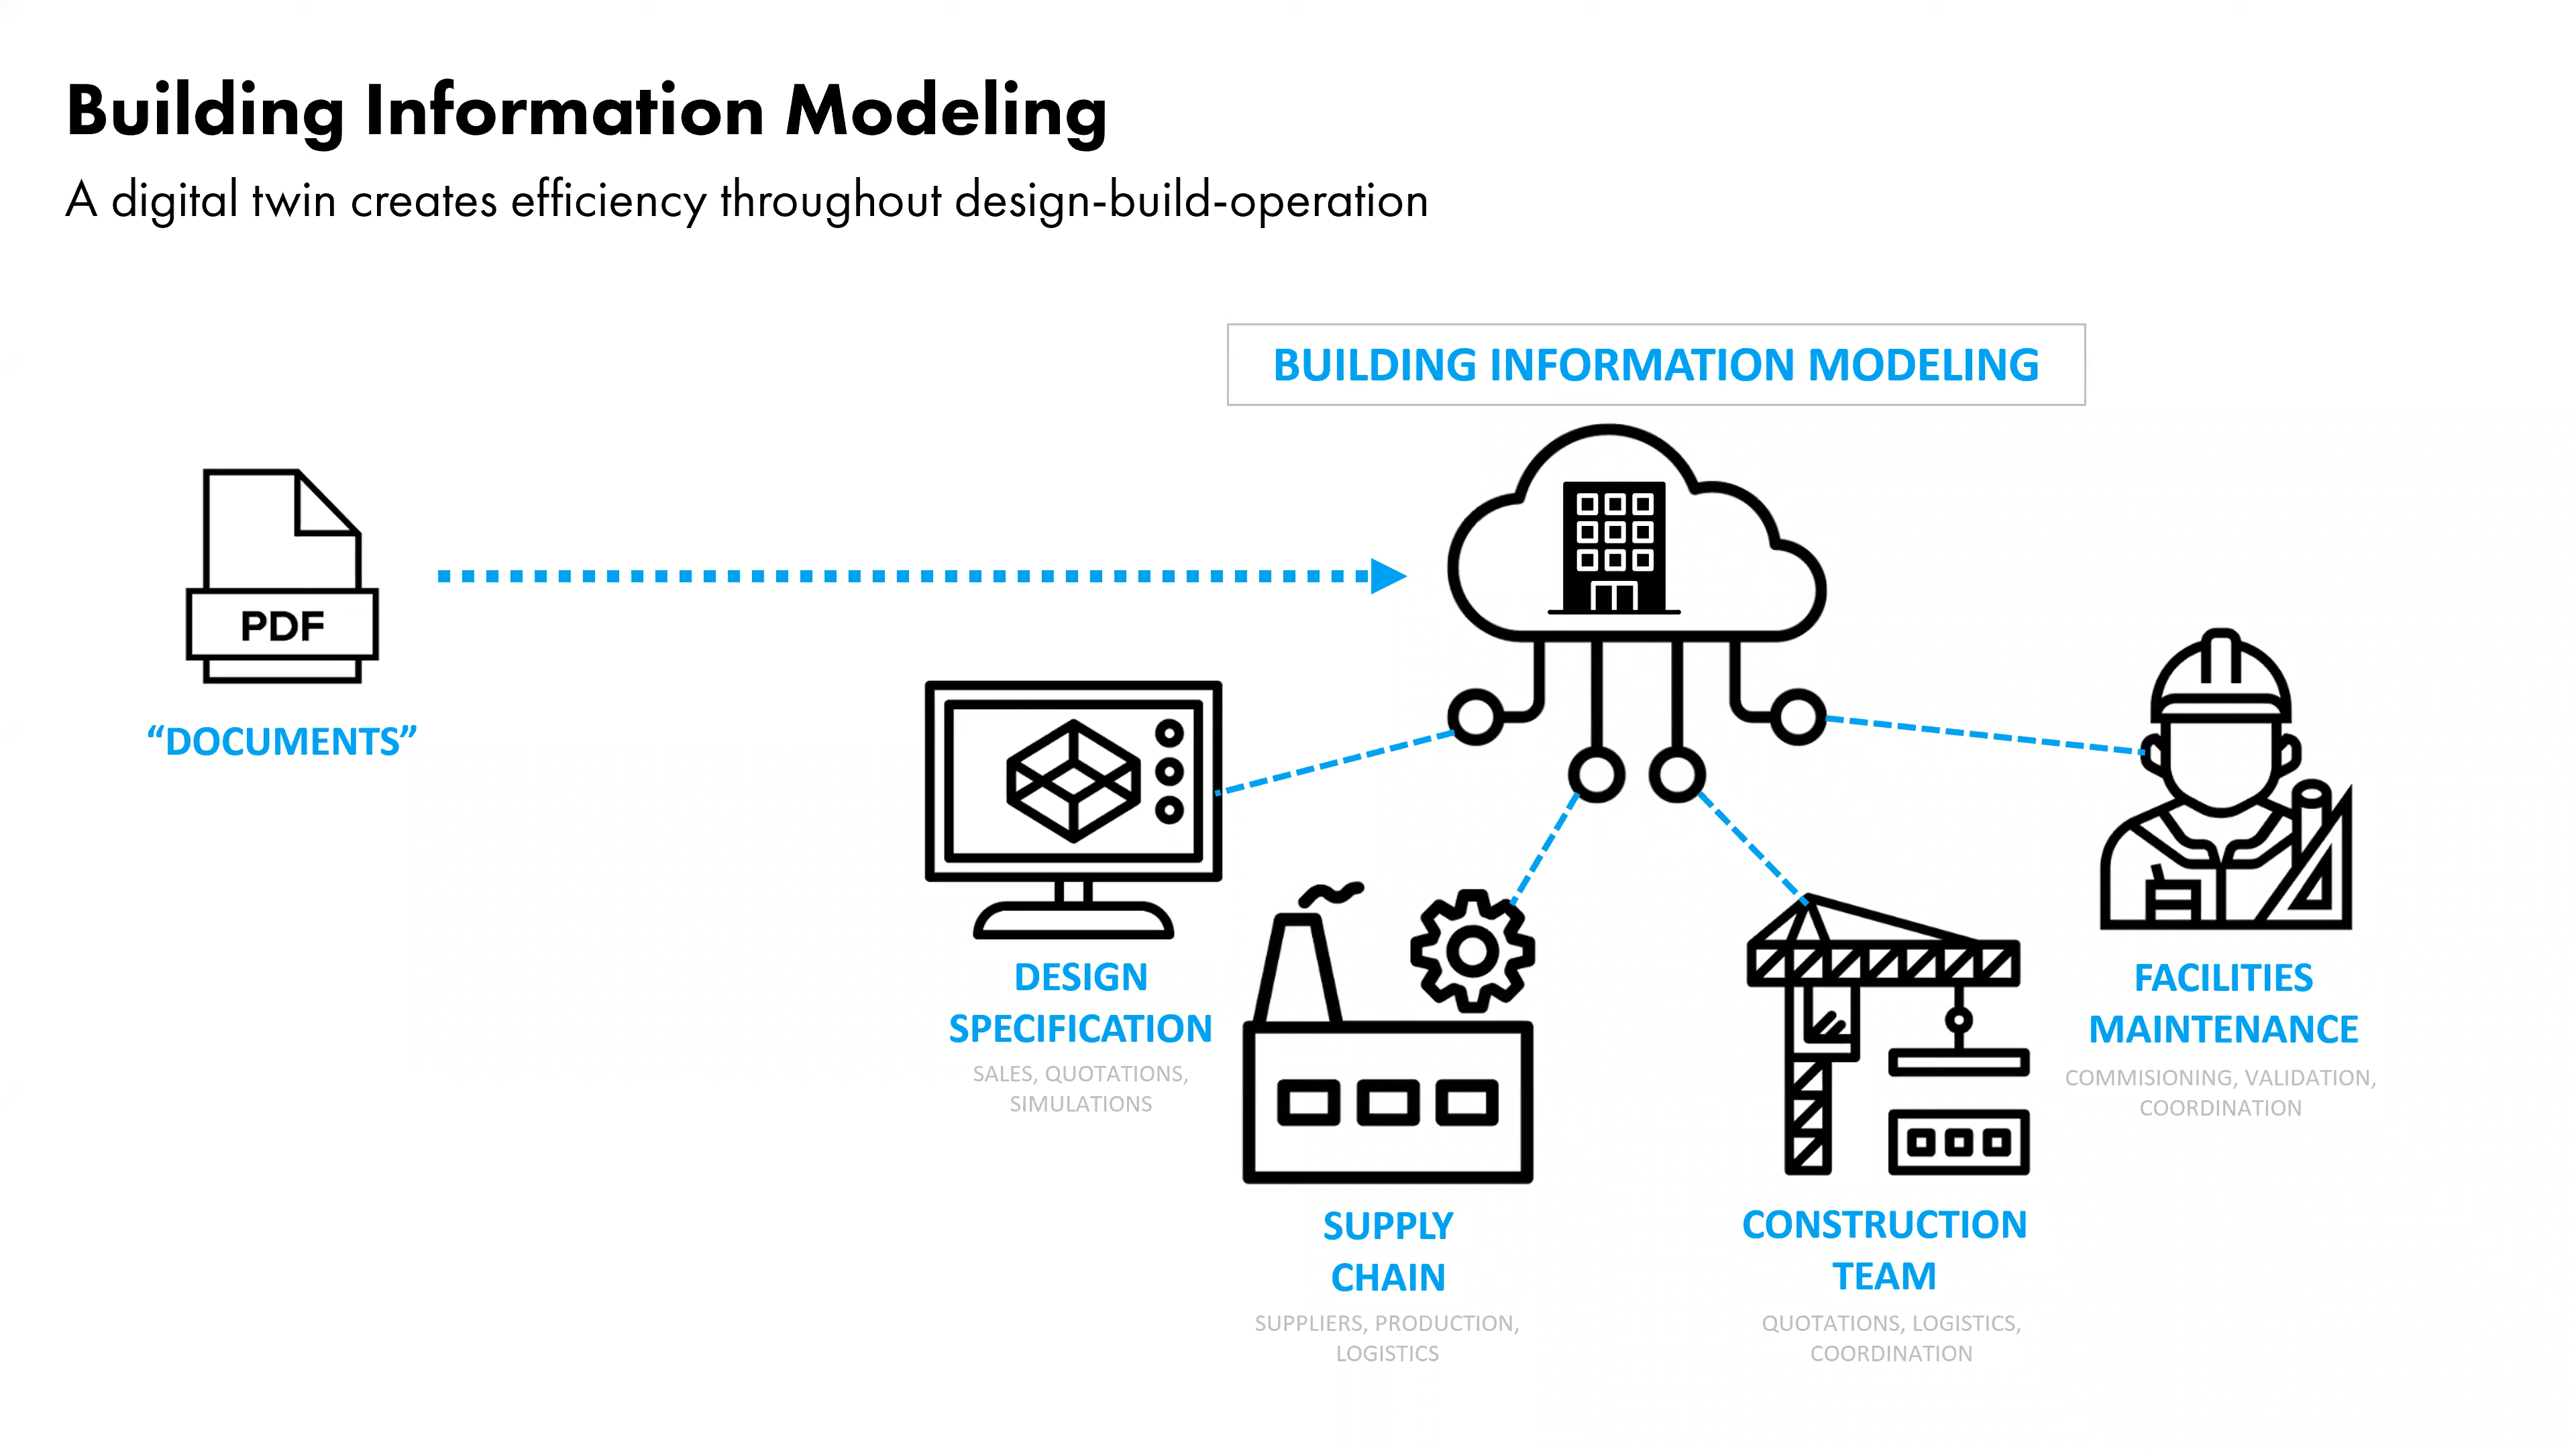 Building Information Modeling
A digital twin creates efficiency throughout design-build-operation
BUILDING INFORMATION MODELING
PDF
“DOCUMENTS”
DESIGN
SPECIFICATION
SALES, QUOTATIONS,
SIMULATIONS
SUPPLY
CHAIN
SUPPLIERS, PRODUCTION,
LOGISTICS
CONSTRUCTION
TEAM
QUOTATIONS, LOGISTICS,
COORDINATION
FACILITIES
MAINTENANCE
COMMISIONING, VALIDATION,
COORDINATION